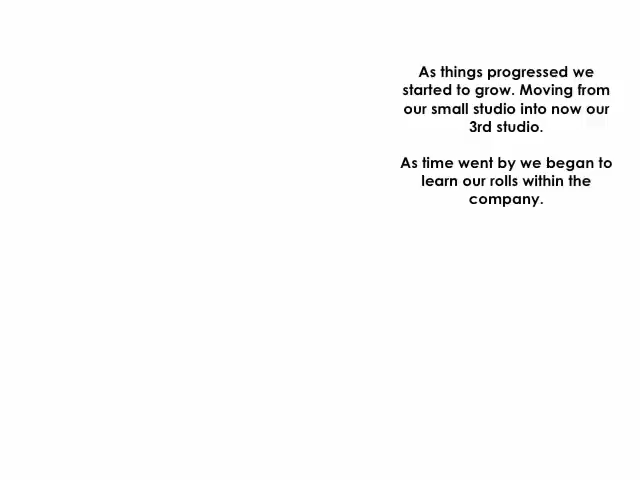 As things progressed we
started to grow. Moving from
our small studio into now our
3rd studio.
As time went by we began to
learn our rolls within the
company.